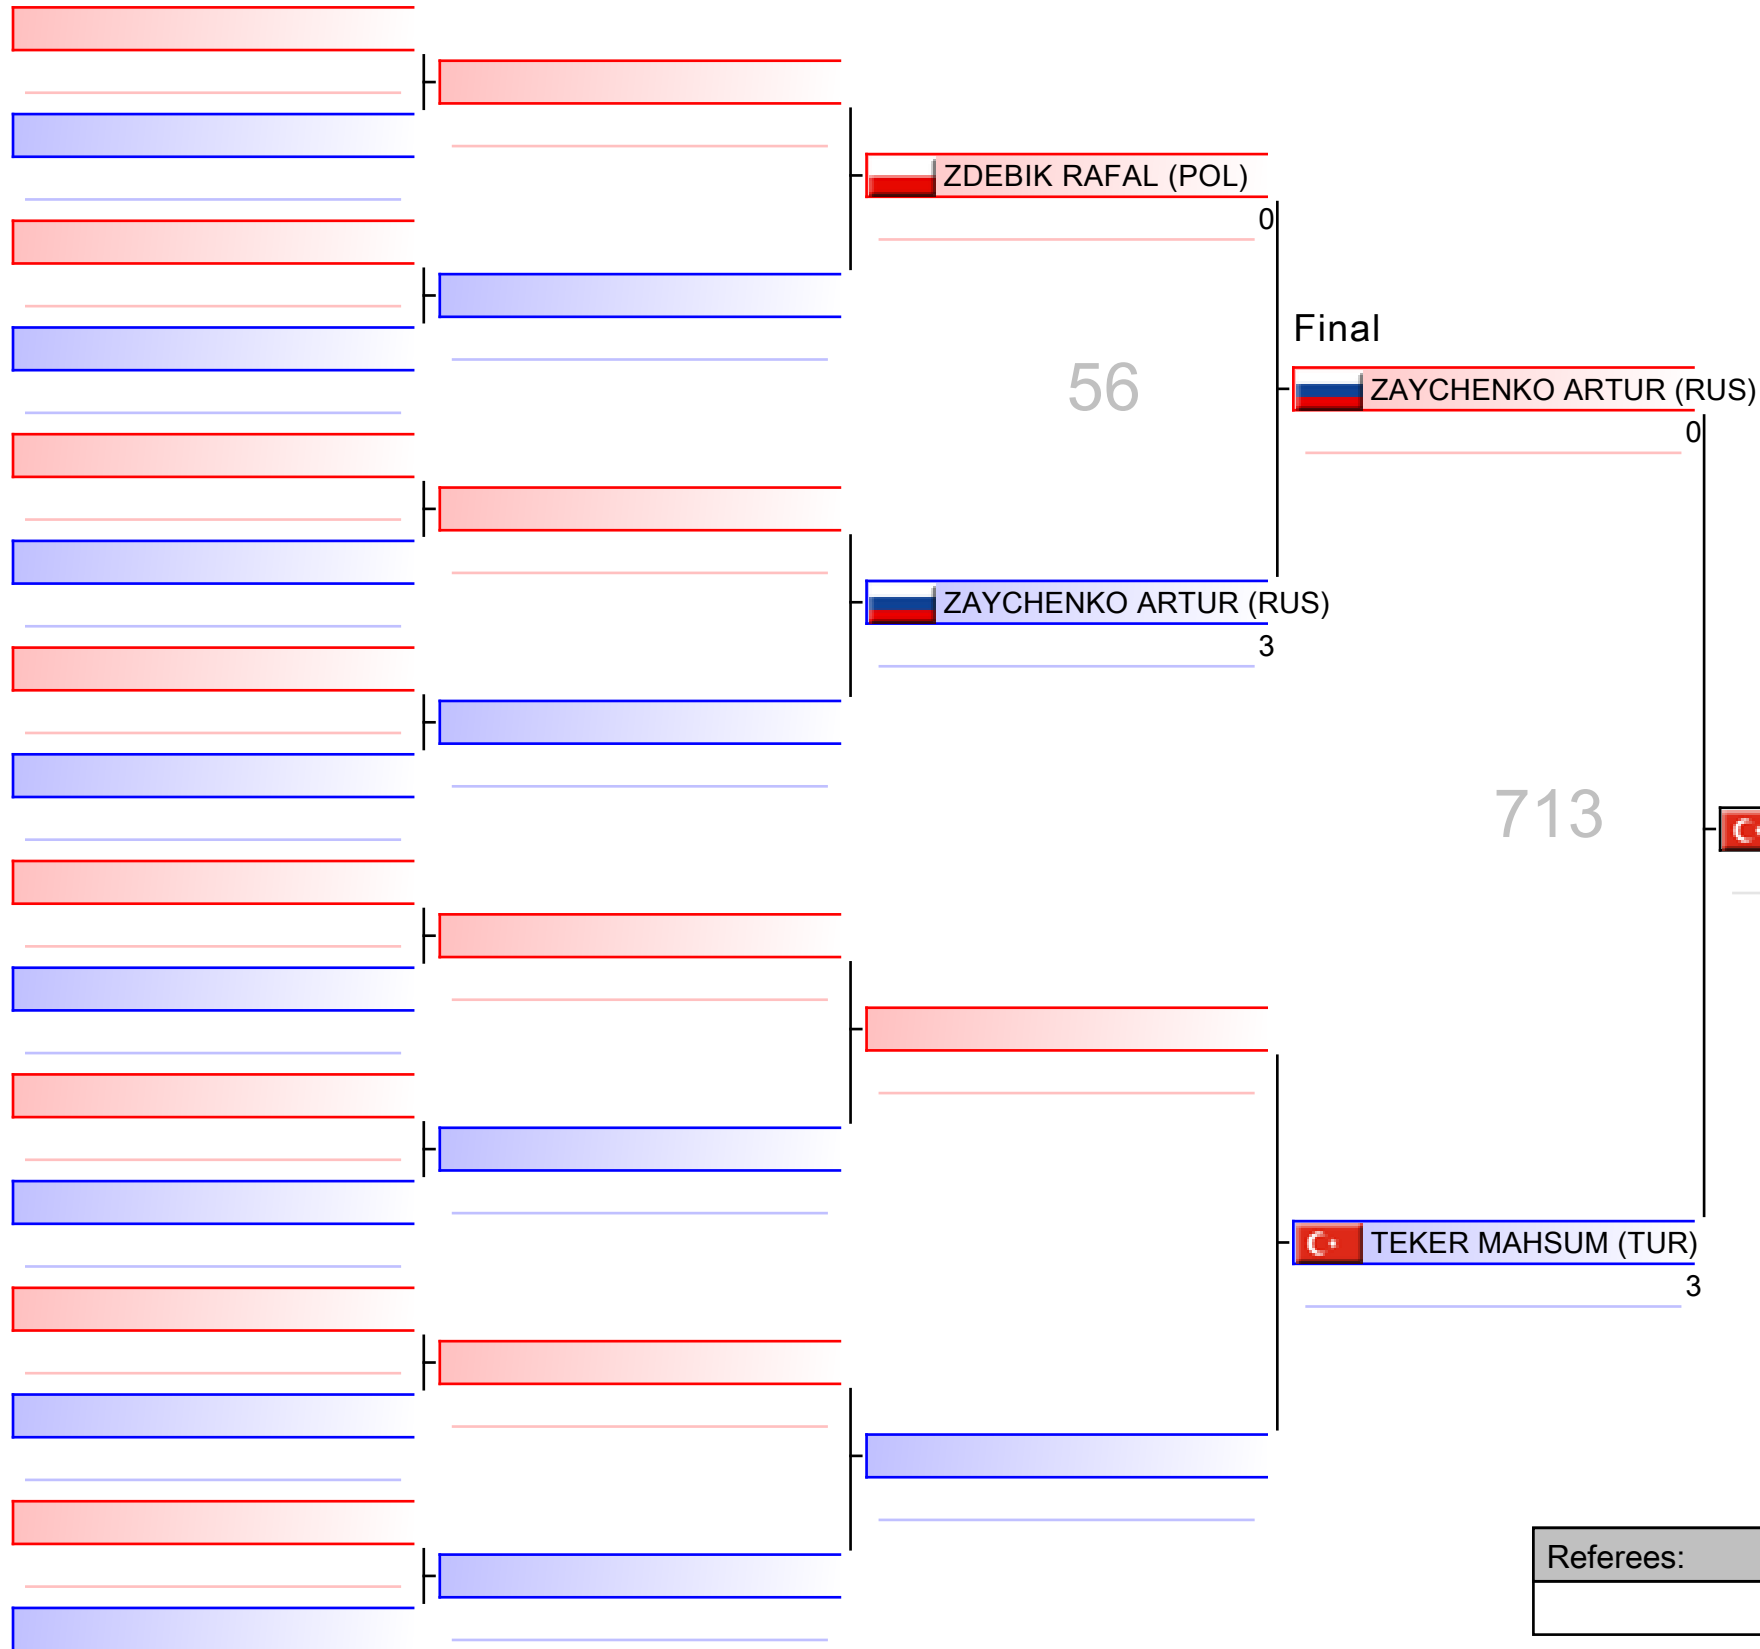 ZDEBIK RAFAL (POL)
0
Final
56
ZAYCHENKO ARTUR (RUS)
0
ZAYCHENKO ARTUR (RUS)
3
713
TEKER MAHSUM (TUR)
3
Referees: